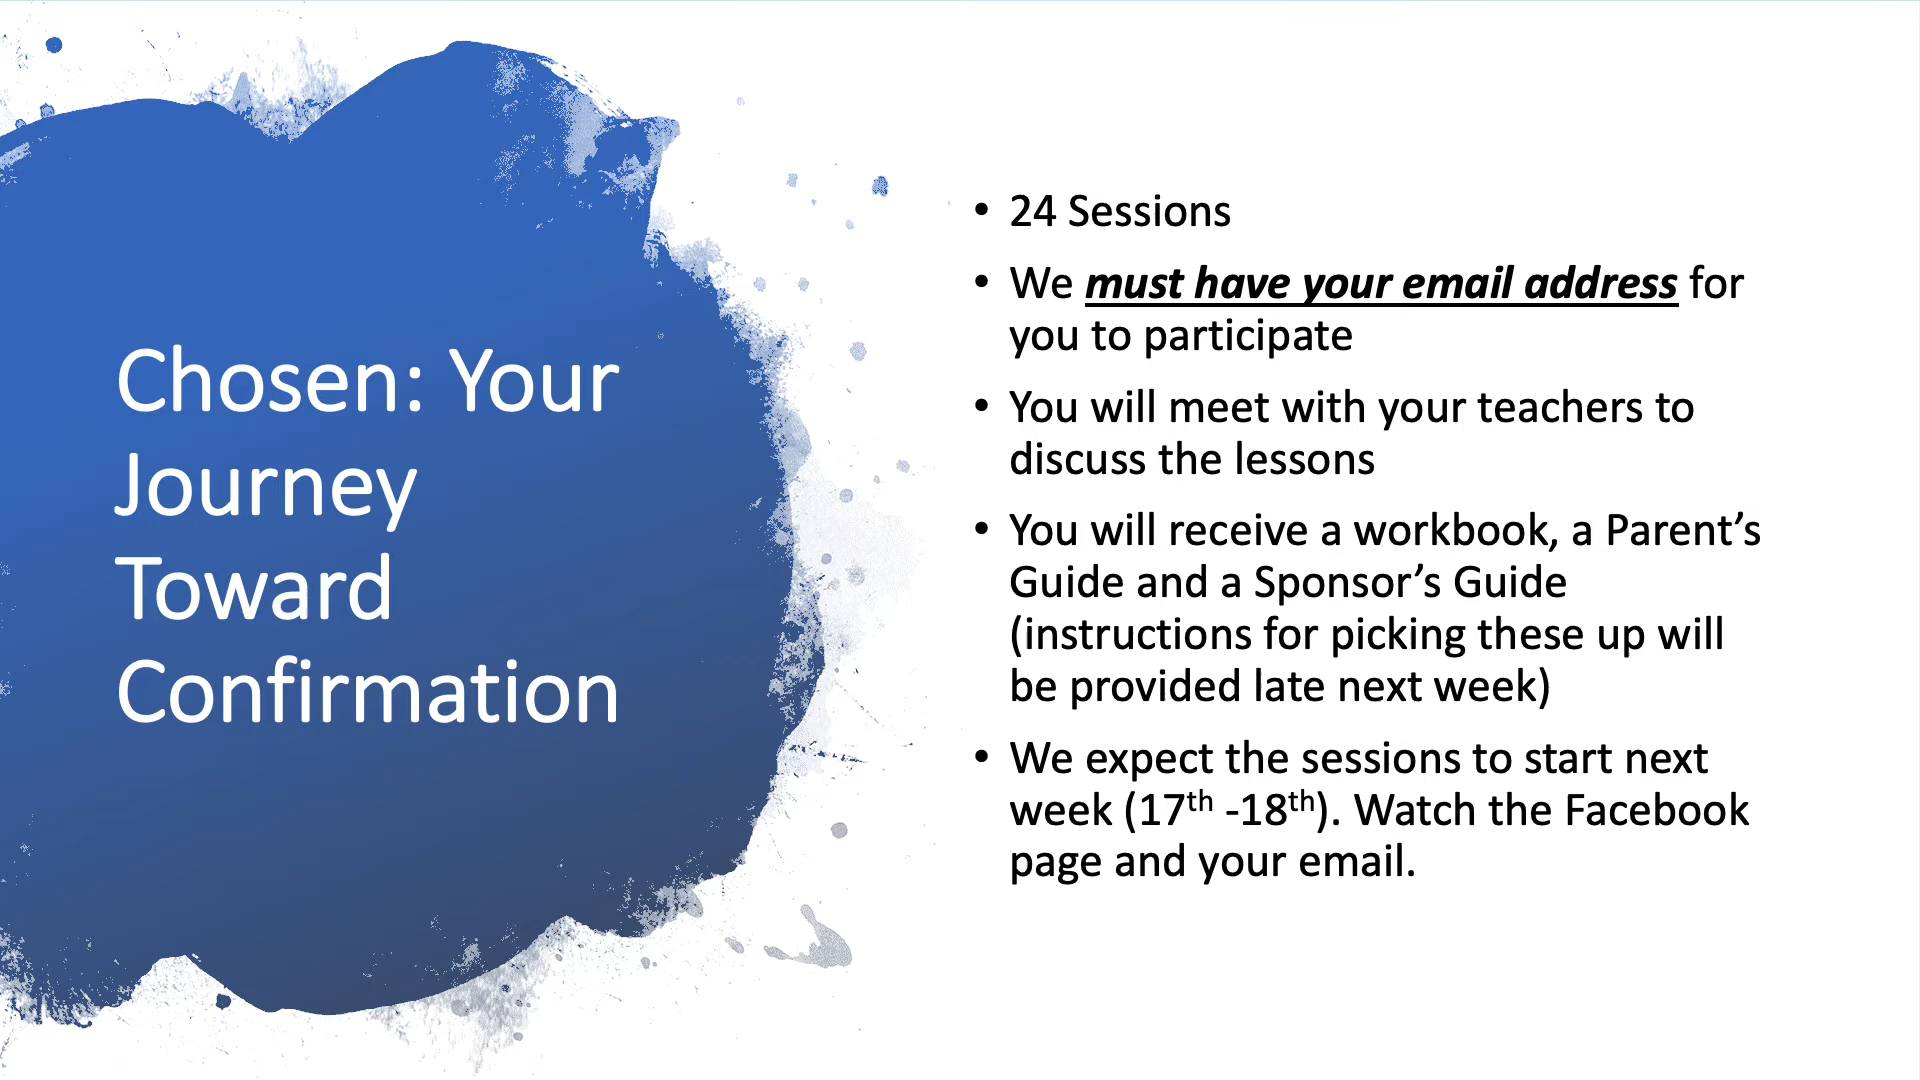 Chosen: Your
Journey
Toward
Confirmation
• 24 Sessions
• We must have your email address for
you to participate
• You will meet with your teachers to
discuss the lessons
• You will receive a workbook, a Parent’s
Guide and a Sponsor’s Guide
(instructions for picking these up will
be provided late next week)
• We expect the sessions to start next
week (17th -18th). Watch the Facebook
page and your email.